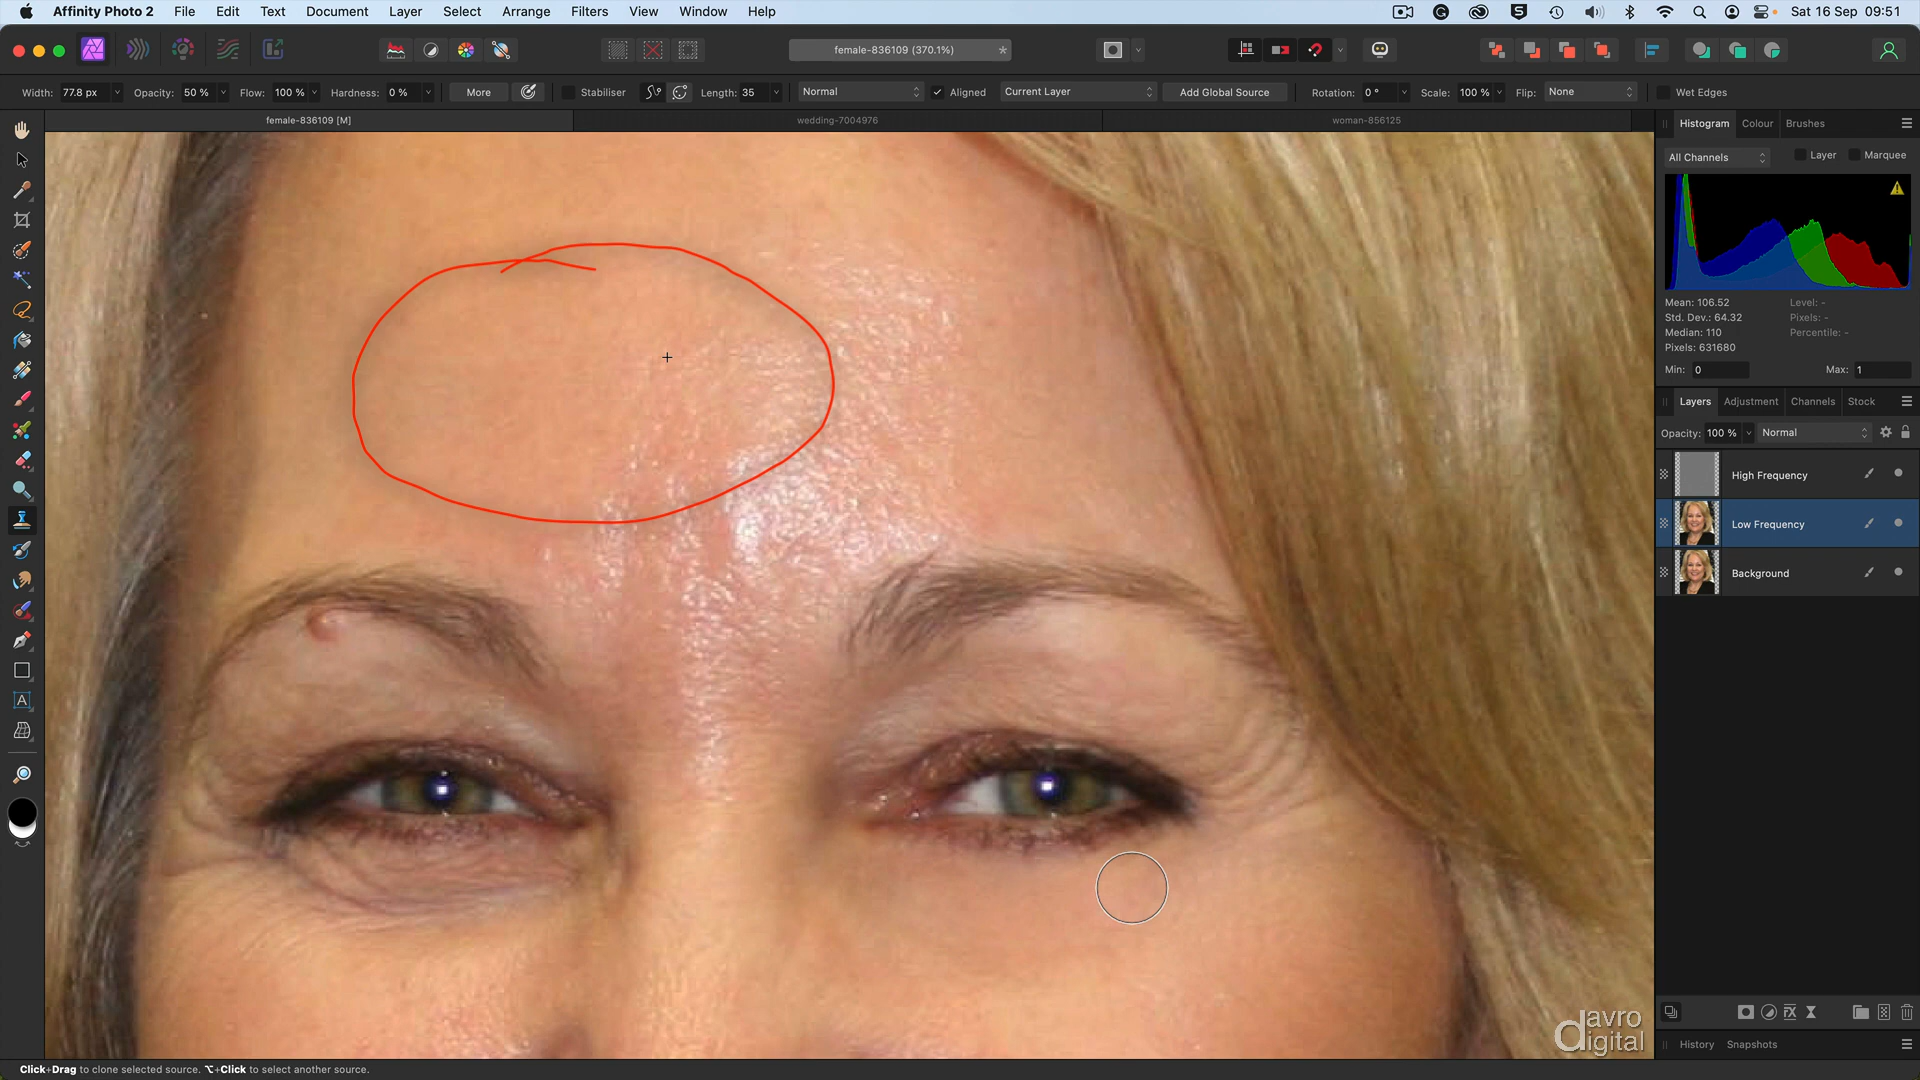 Affinity Photo 2 File Edit Text Document Layer Select Arrange Filters View Window Help Sat 16 Sep 09:51
female-836109 (370.1%)
Width: 77.8 px Opacity: 50 % Flow: 100 % Hardness: 0 % More Stabiliser Length: 35 Normal Aligned Current Layer Add Global Source Rotation: 0 ° Scale: 100 % Flip: None Wet Edges
female-836109 [M] wedding-7004976 woman-856125
Histogram Colour Brushes
All Channels Layer Marquee
Mean: 106.52 Level: -
Std. Dev.: 64.32 Pixels: -
Median: 110 Percentile: -
Pixels: 631680
Min: 0 Max: 1
Layers Adjustment Channels Stock
Opacity: 100 % Normal
High Frequency
Low Frequency
Background
davro
digital
History Snapshots
Click+Drag to clone selected source. ⌥+Click to select another source.